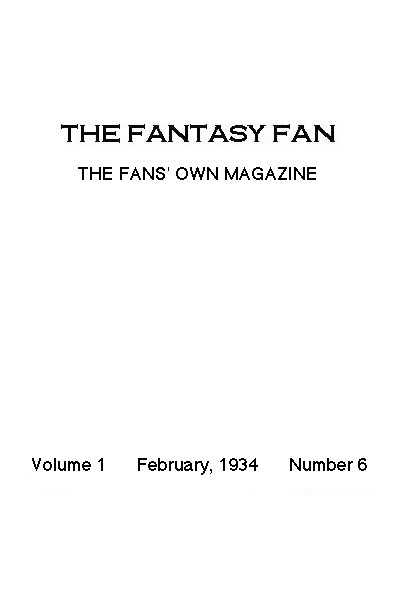 THE FANTASY FAN
THE FANS' OWN MAGAZINE
Volume 1 February, 1934 Number 6